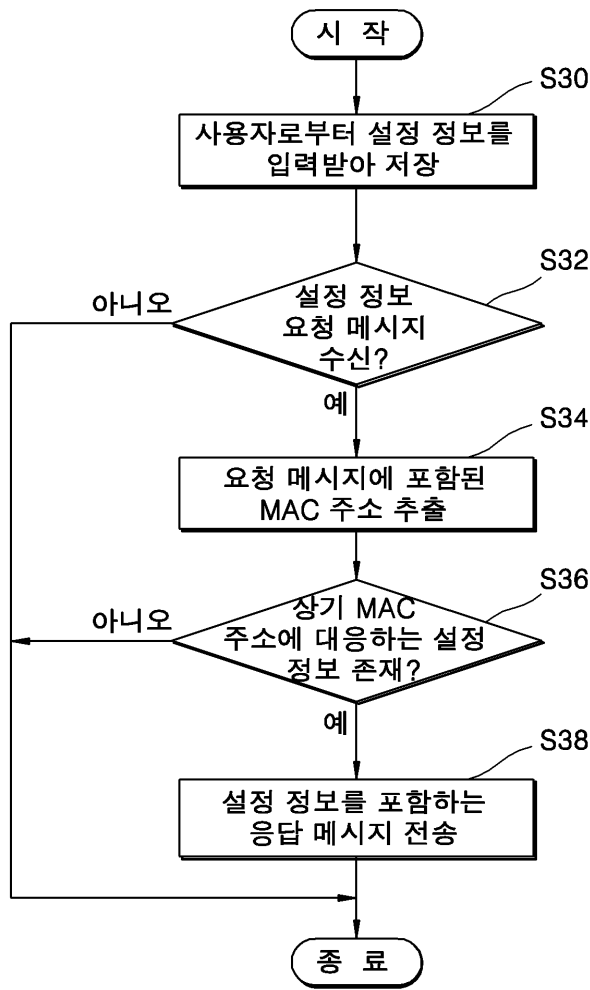 시 작
S30
사용자로부터 설정 정보를
입력받아 저장
S32
아니오
설정 정보
요청 메시지
수신?
예
S34
요청 메시지에 포함된
MAC 주소 추출
S36
아니오
상기 MAC
주소에 대응하는 설정
정보 존재?
예
S38
설정 정보를 포함하는
응답 메시지 전송
종 료